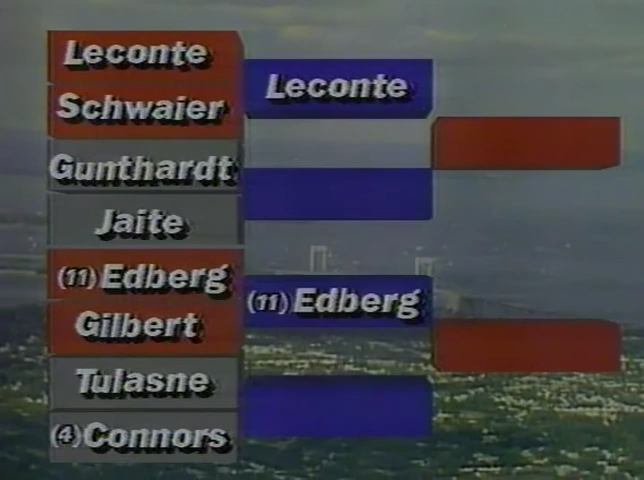 Leconte
Schwaier
Leconte
Gunthardt
Jaite
(11) Edberg
Gilbert
(11) Edberg
Tulasne
(4) Connors